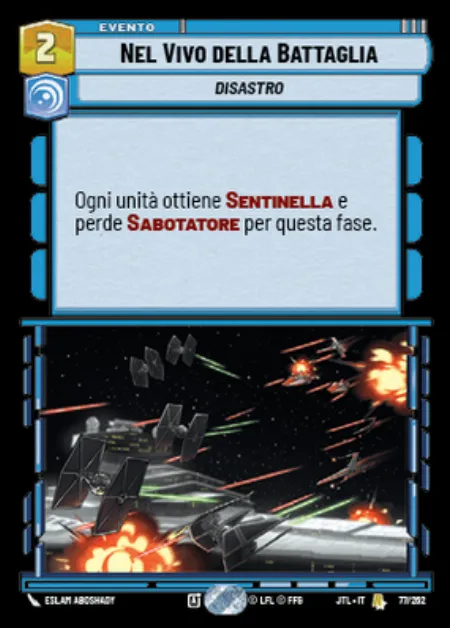 EVENTO
2
NEL VIVO DELLA BATTAGLIA
DISASTRO
Ogni unità ottiene SENTINELLA e
perde SABOTATORE per questa fase.
ESLAM ABOSHADY
A
© LFL © FFG
JTL • IT
77/262